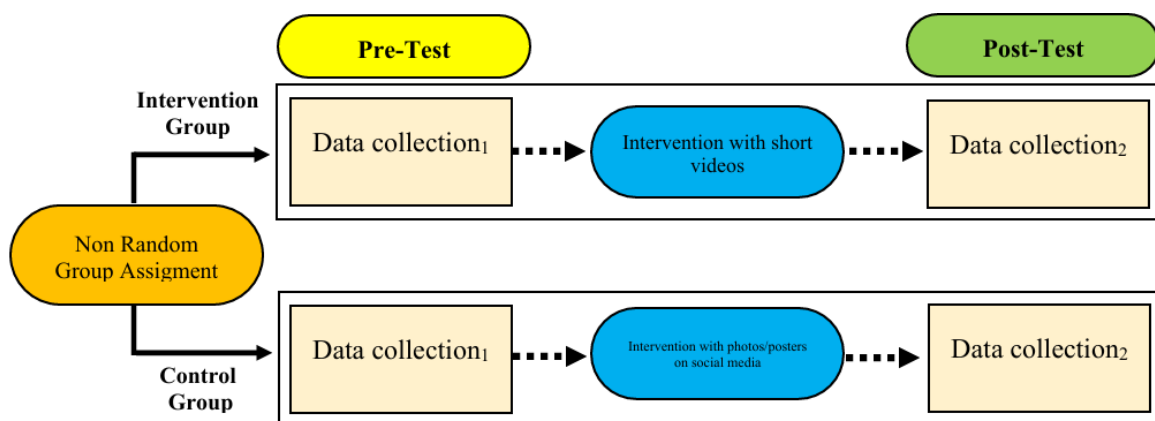 Pre-Test
Post-Test
Intervention
Group
Data collection₁
Intervention with short
videos
Data collection₂
Non Random
Group Assigment
Data collection₁
Intervention with photos/posters
on social media
Data collection₂
Control
Group